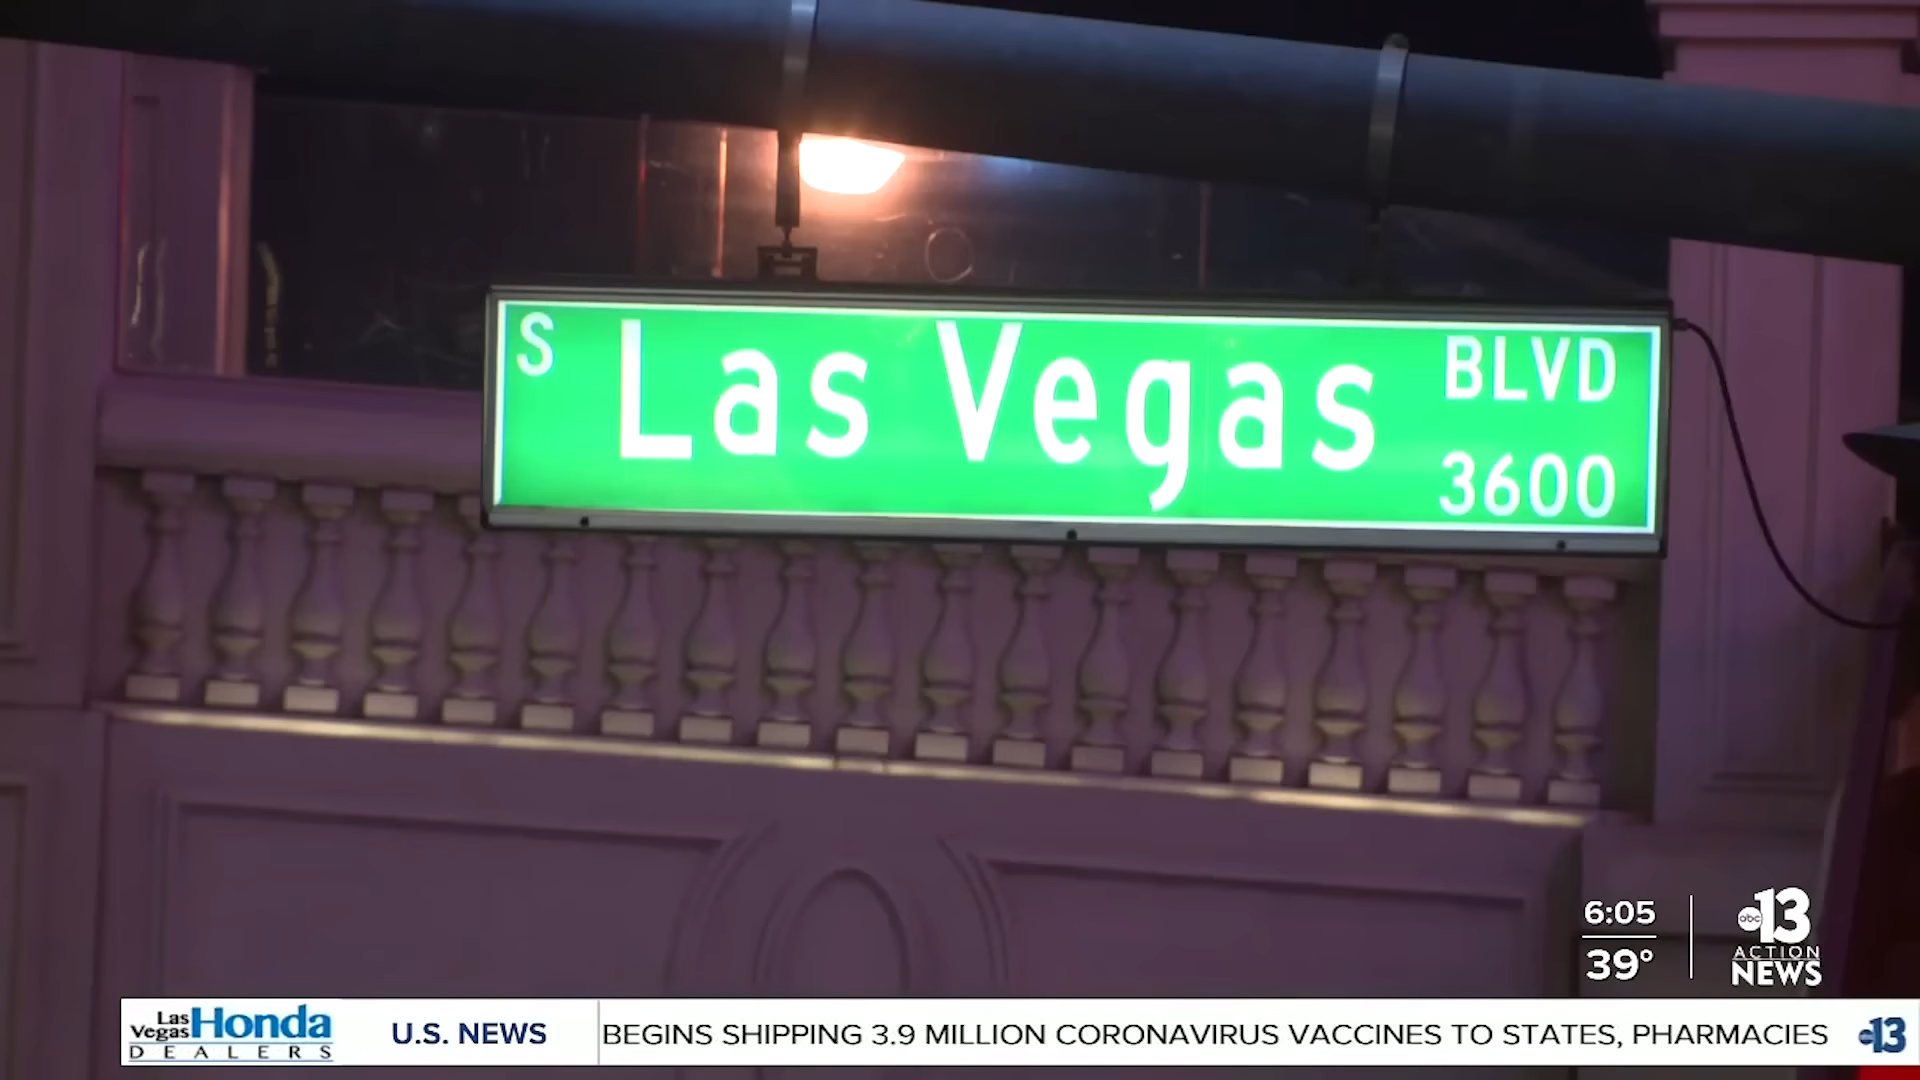 S Las Vegas BLVD
3600
6:05
39°
abc 13
ACTION
NEWS
Las Vegas Honda
DEALERS
U.S. NEWS
BEGINS SHIPPING 3.9 MILLION CORONAVIRUS VACCINES TO STATES, PHARMACIES
abc 13